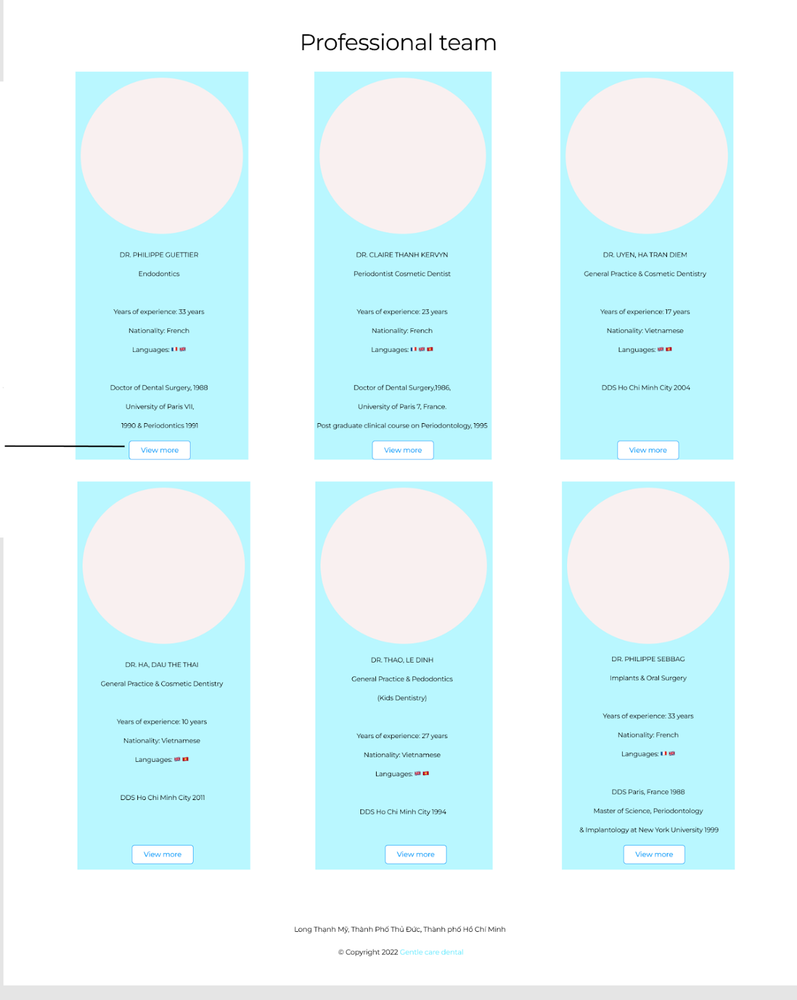 Professional team
DR. PHILIPPE GUETTIER
Endodontics
Years of experience: 33 years
Nationality: French
Languages: 🇫🇷 🇬🇧
Doctor of Dental Surgery, 1988
University of Paris VII,
1990 & Periodontics 1991
View more
DR. CLAIRE THANH KERVYN
Periodontist Cosmetic Dentist
Years of experience: 23 years
Nationality: French
Languages: 🇫🇷 🇬🇧 🇻🇳
Doctor of Dental Surgery,1986,
University of Paris 7, France.
Post graduate clinical course on Periodontology, 1995
View more
DR. UYEN, HA TRAN DIEM
General Practice & Cosmetic Dentistry
Years of experience: 17 years
Nationality: Vietnamese
Languages: 🇬🇧 🇻🇳
DDS Ho Chi Minh City 2004
View more
DR. HA, DAU THE THAI
General Practice & Cosmetic Dentistry
Years of experience: 10 years
Nationality: Vietnamese
Languages: 🇬🇧 🇻🇳
DDS Ho Chi Minh City 2011
View more
DR. THAO, LE DINH
General Practice & Pedodontics
(Kids Dentistry)
Years of experience: 27 years
Nationality: Vietnamese
Languages: 🇬🇧 🇻🇳
DDS Ho Chi Minh City 1994
View more
DR. PHILIPPE SEBBAG
Implants & Oral Surgery
Years of experience: 33 years
Nationality: French
Languages: 🇫🇷 🇬🇧
DDS Paris, France 1988
Master of Science, Periodontology
& Implantology at New York University 1999
View more
Long Thạnh Mỹ, Thành Phố Thủ Đức, Thành phố Hồ Chí Minh
© Copyright 2022 Gentle care dental